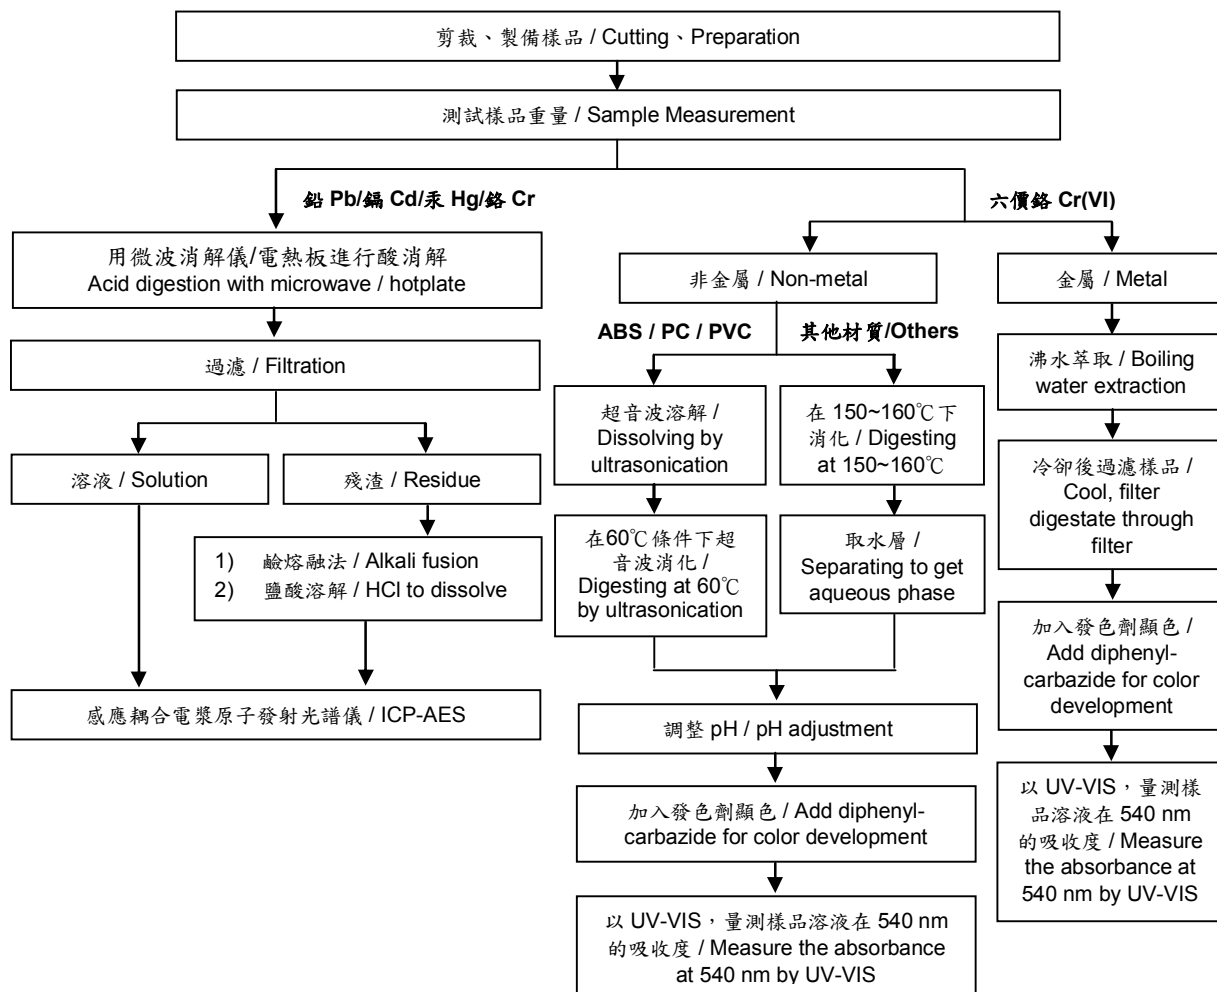 剪裁、製備樣品 / Cutting、Preparation
測試樣品重量 / Sample Measurement
鉛 Pb/鎘 Cd/汞 Hg/鉻 Cr
六價鉻 Cr(VI)
用微波消解儀/電熱板進行酸消解
Acid digestion with microwave / hotplate
過濾 / Filtration
溶液 / Solution
殘渣 / Residue
1) 鹼熔融法 / Alkali fusion
2) 鹽酸溶解 / HCl to dissolve
感應耦合電漿原子發射光譜儀 / ICP-AES
非金屬 / Non-metal
ABS / PC / PVC
其他材質/Others
超音波溶解 /
Dissolving by
ultrasonication
在60℃條件下超
音波消化 /
Digesting at 60℃
by ultrasonication
在 150~160℃下
消化 / Digesting
at 150~160℃
取水層 /
Separating to get
aqueous phase
調整 pH / pH adjustment
加入發色劑顯色 / Add diphenyl-
carbazide for color development
以 UV-VIS，量測樣品溶液在 540 nm
的吸收度 / Measure the absorbance
at 540 nm by UV-VIS
金屬 / Metal
沸水萃取 / Boiling
water extraction
冷卻後過濾樣品 /
Cool, filter
digestate through
filter
加入發色劑顯色 /
Add diphenyl-
carbazide for color
development
以 UV-VIS，量測樣
品溶液在 540 nm
的吸收度 / Measure
the absorbance at
540 nm by UV-VIS